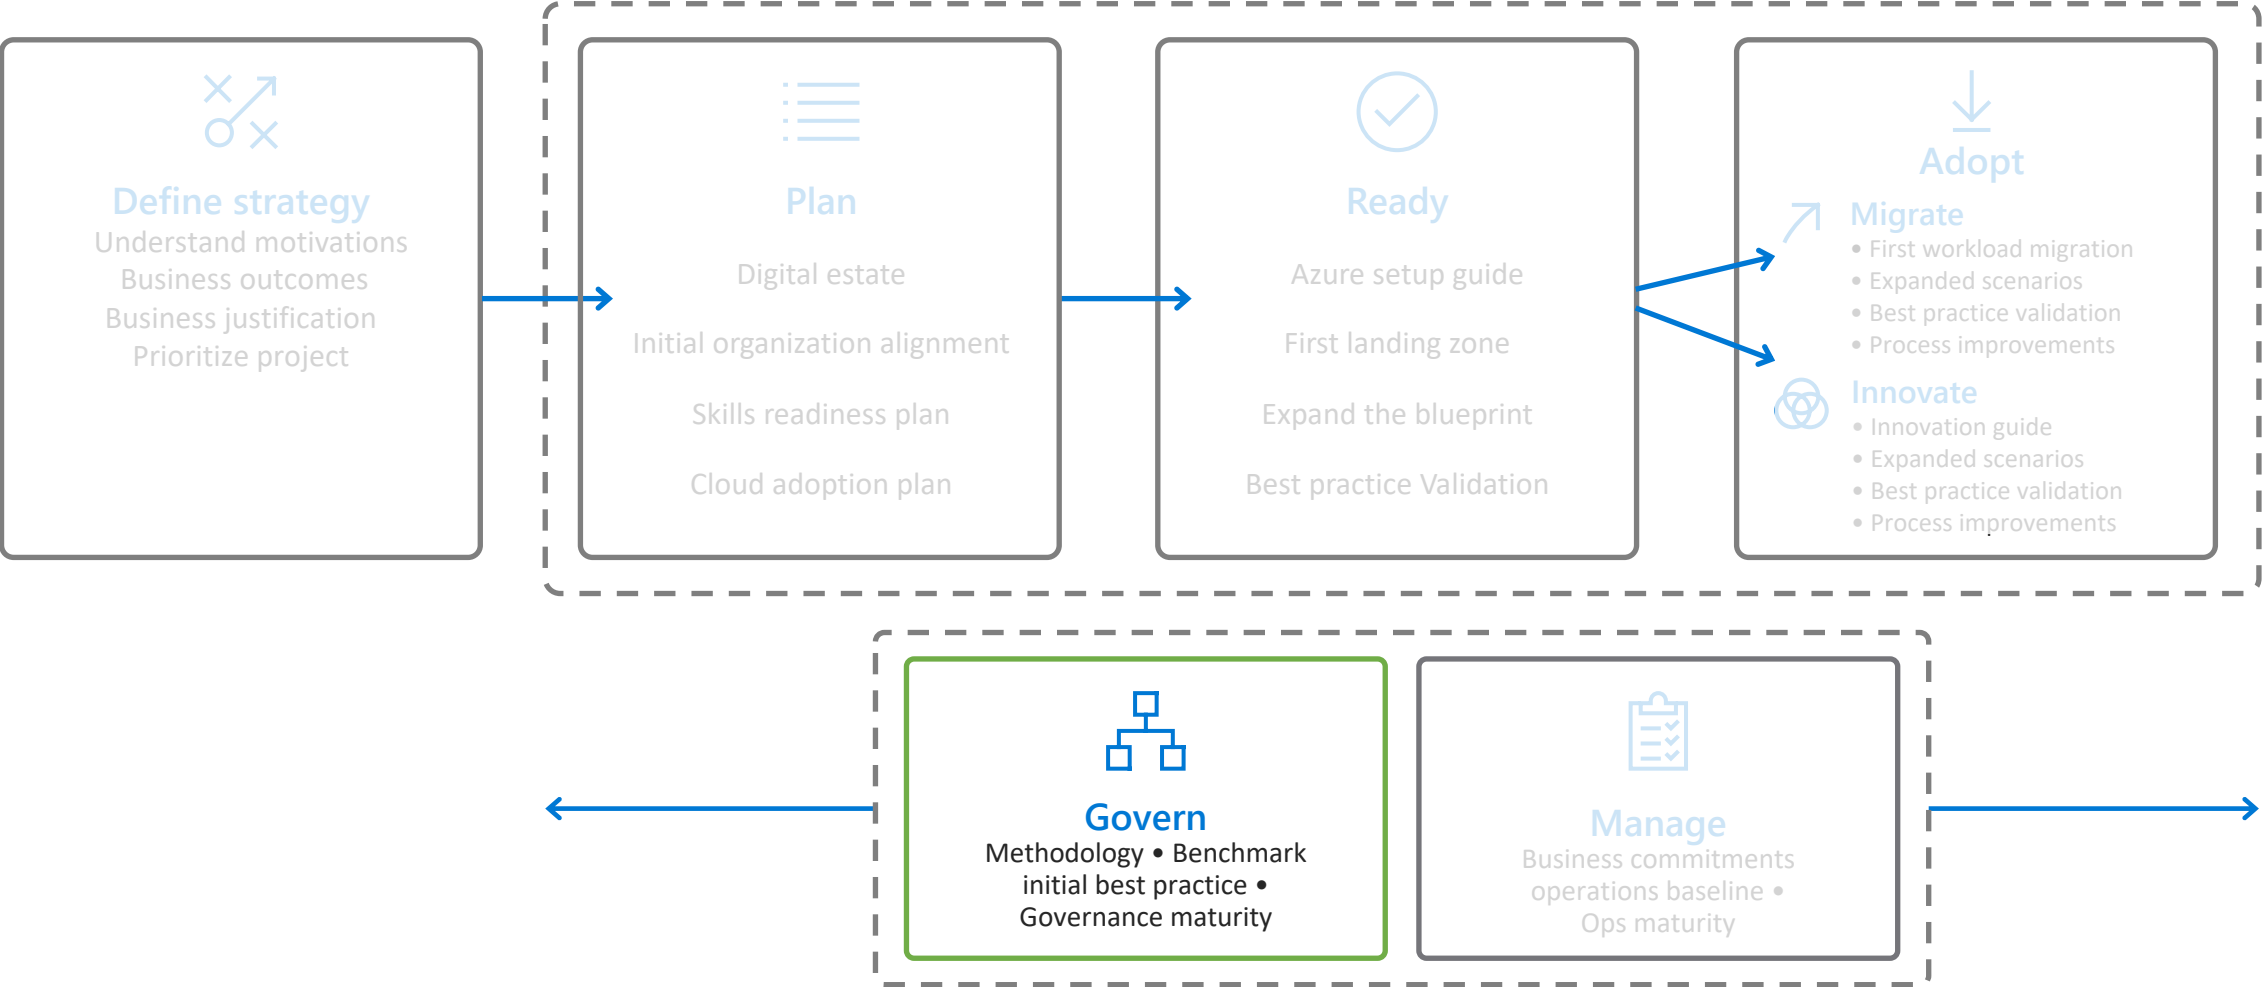 Define strategy
Understand motivations
Business outcomes
Business justification
Prioritize project
Plan
Digital estate
Initial organization alignment
Skills readiness plan
Cloud adoption plan
Ready
Azure setup guide
First landing zone
Expand the blueprint
Best practice Validation
Adopt
Migrate
• First workload migration
• Expanded scenarios
• Best practice validation
• Process improvements
Innovate
• Innovation guide
• Expanded scenarios
• Best practice validation
• Process improvements
Govern
Methodology • Benchmark
initial best practice •
Governance maturity
Manage
Business commitments
operations baseline •
Ops maturity